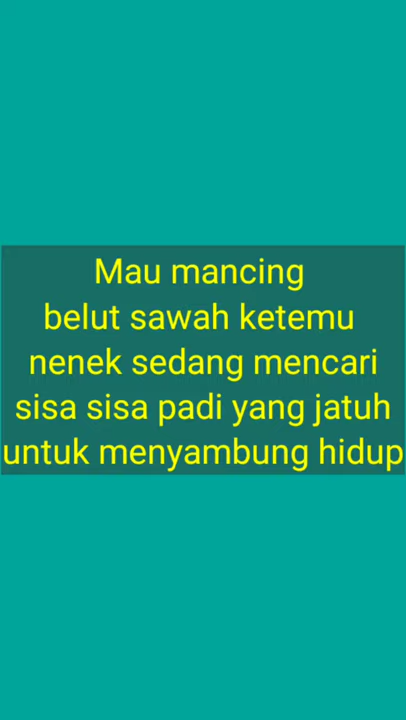 Mau mancing
belut sawah ketemu
nenek sedang mencari
sisa sisa padi yang jatuh
untuk menyambung hidup